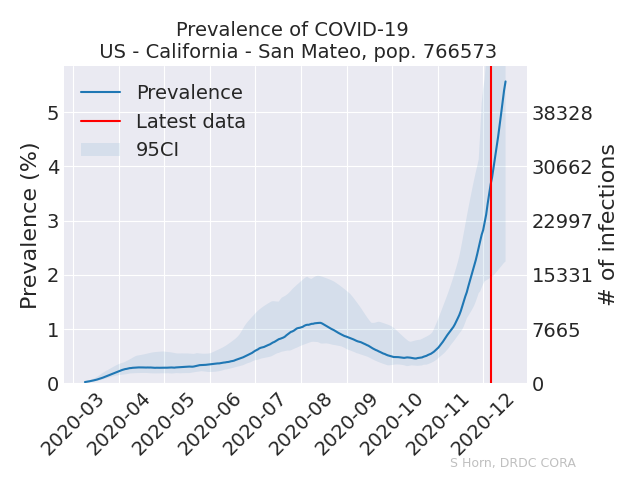 Prevalence of COVID-19
US - California - San Mateo, pop. 766573
Prevalence
Latest data
95CI
Prevalence (%)
5
4
3
2
1
0
38328
30662
22997
15331
7665
0
# of infections
2020-03
2020-04
2020-05
2020-06
2020-07
2020-08
2020-09
2020-10
2020-11
2020-12
S Horn, DRDC CORA